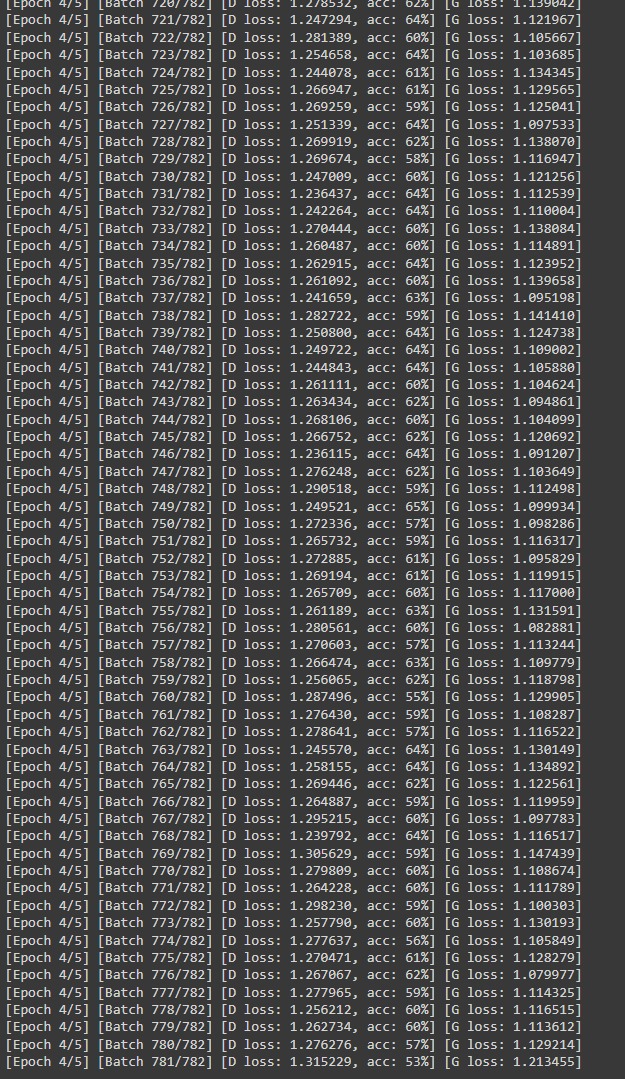 [Epoch 4/5] [Batch 720/782] [D loss: 1.278532, acc: 62%] [G loss: 1.139042]
[Epoch 4/5] [Batch 721/782] [D loss: 1.247294, acc: 64%] [G loss: 1.121967]
[Epoch 4/5] [Batch 722/782] [D loss: 1.281389, acc: 60%] [G loss: 1.105667]
[Epoch 4/5] [Batch 723/782] [D loss: 1.254658, acc: 64%] [G loss: 1.103685]
[Epoch 4/5] [Batch 724/782] [D loss: 1.244078, acc: 61%] [G loss: 1.134345]
[Epoch 4/5] [Batch 725/782] [D loss: 1.266947, acc: 61%] [G loss: 1.129565]
[Epoch 4/5] [Batch 726/782] [D loss: 1.269259, acc: 59%] [G loss: 1.125041]
[Epoch 4/5] [Batch 727/782] [D loss: 1.251339, acc: 64%] [G loss: 1.097533]
[Epoch 4/5] [Batch 728/782] [D loss: 1.269919, acc: 62%] [G loss: 1.138070]
[Epoch 4/5] [Batch 729/782] [D loss: 1.269674, acc: 58%] [G loss: 1.116947]
[Epoch 4/5] [Batch 730/782] [D loss: 1.247009, acc: 60%] [G loss: 1.121256]
[Epoch 4/5] [Batch 731/782] [D loss: 1.236437, acc: 64%] [G loss: 1.112539]
[Epoch 4/5] [Batch 732/782] [D loss: 1.242264, acc: 64%] [G loss: 1.110004]
[Epoch 4/5] [Batch 733/782] [D loss: 1.270444, acc: 60%] [G loss: 1.138084]
[Epoch 4/5] [Batch 734/782] [D loss: 1.260487, acc: 60%] [G loss: 1.114891]
[Epoch 4/5] [Batch 735/782] [D loss: 1.262915, acc: 64%] [G loss: 1.123952]
[Epoch 4/5] [Batch 736/782] [D loss: 1.261092, acc: 60%] [G loss: 1.139658]
[Epoch 4/5] [Batch 737/782] [D loss: 1.241659, acc: 63%] [G loss: 1.095198]
[Epoch 4/5] [Batch 738/782] [D loss: 1.282722, acc: 59%] [G loss: 1.141410]
[Epoch 4/5] [Batch 739/782] [D loss: 1.250800, acc: 64%] [G loss: 1.124738]
[Epoch 4/5] [Batch 740/782] [D loss: 1.249722, acc: 64%] [G loss: 1.109002]
[Epoch 4/5] [Batch 741/782] [D loss: 1.244843, acc: 64%] [G loss: 1.105880]
[Epoch 4/5] [Batch 742/782] [D loss: 1.261111, acc: 60%] [G loss: 1.104624]
[Epoch 4/5] [Batch 743/782] [D loss: 1.263434, acc: 62%] [G loss: 1.094861]
[Epoch 4/5] [Batch 744/782] [D loss: 1.268106, acc: 60%] [G loss: 1.104099]
[Epoch 4/5] [Batch 745/782] [D loss: 1.266752, acc: 62%] [G loss: 1.120692]
[Epoch 4/5] [Batch 746/782] [D loss: 1.236115, acc: 64%] [G loss: 1.091207]
[Epoch 4/5] [Batch 747/782] [D loss: 1.276248, acc: 62%] [G loss: 1.103649]
[Epoch 4/5] [Batch 748/782] [D loss: 1.290518, acc: 59%] [G loss: 1.112498]
[Epoch 4/5] [Batch 749/782] [D loss: 1.249521, acc: 65%] [G loss: 1.099934]
[Epoch 4/5] [Batch 750/782] [D loss: 1.272336, acc: 57%] [G loss: 1.098286]
[Epoch 4/5] [Batch 751/782] [D loss: 1.265732, acc: 59%] [G loss: 1.116317]
[Epoch 4/5] [Batch 752/782] [D loss: 1.272885, acc: 61%] [G loss: 1.095829]
[Epoch 4/5] [Batch 753/782] [D loss: 1.269194, acc: 61%] [G loss: 1.119915]
[Epoch 4/5] [Batch 754/782] [D loss: 1.265709, acc: 60%] [G loss: 1.117000]
[Epoch 4/5] [Batch 755/782] [D loss: 1.261189, acc: 63%] [G loss: 1.131591]
[Epoch 4/5] [Batch 756/782] [D loss: 1.280561, acc: 60%] [G loss: 1.082881]
[Epoch 4/5] [Batch 757/782] [D loss: 1.270603, acc: 57%] [G loss: 1.113244]
[Epoch 4/5] [Batch 758/782] [D loss: 1.266474, acc: 63%] [G loss: 1.109779]
[Epoch 4/5] [Batch 759/782] [D loss: 1.256065, acc: 62%] [G loss: 1.118798]
[Epoch 4/5] [Batch 760/782] [D loss: 1.287496, acc: 55%] [G loss: 1.129905]
[Epoch 4/5] [Batch 761/782] [D loss: 1.276430, acc: 59%] [G loss: 1.108287]
[Epoch 4/5] [Batch 762/782] [D loss: 1.278641, acc: 57%] [G loss: 1.116522]
[Epoch 4/5] [Batch 763/782] [D loss: 1.245570, acc: 64%] [G loss: 1.130149]
[Epoch 4/5] [Batch 764/782] [D loss: 1.258155, acc: 64%] [G loss: 1.134892]
[Epoch 4/5] [Batch 765/782] [D loss: 1.269446, acc: 62%] [G loss: 1.122561]
[Epoch 4/5] [Batch 766/782] [D loss: 1.264887, acc: 59%] [G loss: 1.119959]
[Epoch 4/5] [Batch 767/782] [D loss: 1.295215, acc: 60%] [G loss: 1.097783]
[Epoch 4/5] [Batch 768/782] [D loss: 1.239792, acc: 64%] [G loss: 1.116517]
[Epoch 4/5] [Batch 769/782] [D loss: 1.305629, acc: 59%] [G loss: 1.147439]
[Epoch 4/5] [Batch 770/782] [D loss: 1.279809, acc: 60%] [G loss: 1.108674]
[Epoch 4/5] [Batch 771/782] [D loss: 1.264228, acc: 60%] [G loss: 1.111789]
[Epoch 4/5] [Batch 772/782] [D loss: 1.298230, acc: 59%] [G loss: 1.100303]
[Epoch 4/5] [Batch 773/782] [D loss: 1.257790, acc: 60%] [G loss: 1.130193]
[Epoch 4/5] [Batch 774/782] [D loss: 1.277637, acc: 56%] [G loss: 1.105849]
[Epoch 4/5] [Batch 775/782] [D loss: 1.270471, acc: 61%] [G loss: 1.128279]
[Epoch 4/5] [Batch 776/782] [D loss: 1.267067, acc: 62%] [G loss: 1.079977]
[Epoch 4/5] [Batch 777/782] [D loss: 1.277965, acc: 59%] [G loss: 1.114325]
[Epoch 4/5] [Batch 778/782] [D loss: 1.256212, acc: 60%] [G loss: 1.116515]
[Epoch 4/5] [Batch 779/782] [D loss: 1.262734, acc: 60%] [G loss: 1.113612]
[Epoch 4/5] [Batch 780/782] [D loss: 1.276276, acc: 57%] [G loss: 1.129214]
[Epoch 4/5] [Batch 781/782] [D loss: 1.315229, acc: 53%] [G loss: 1.213455]